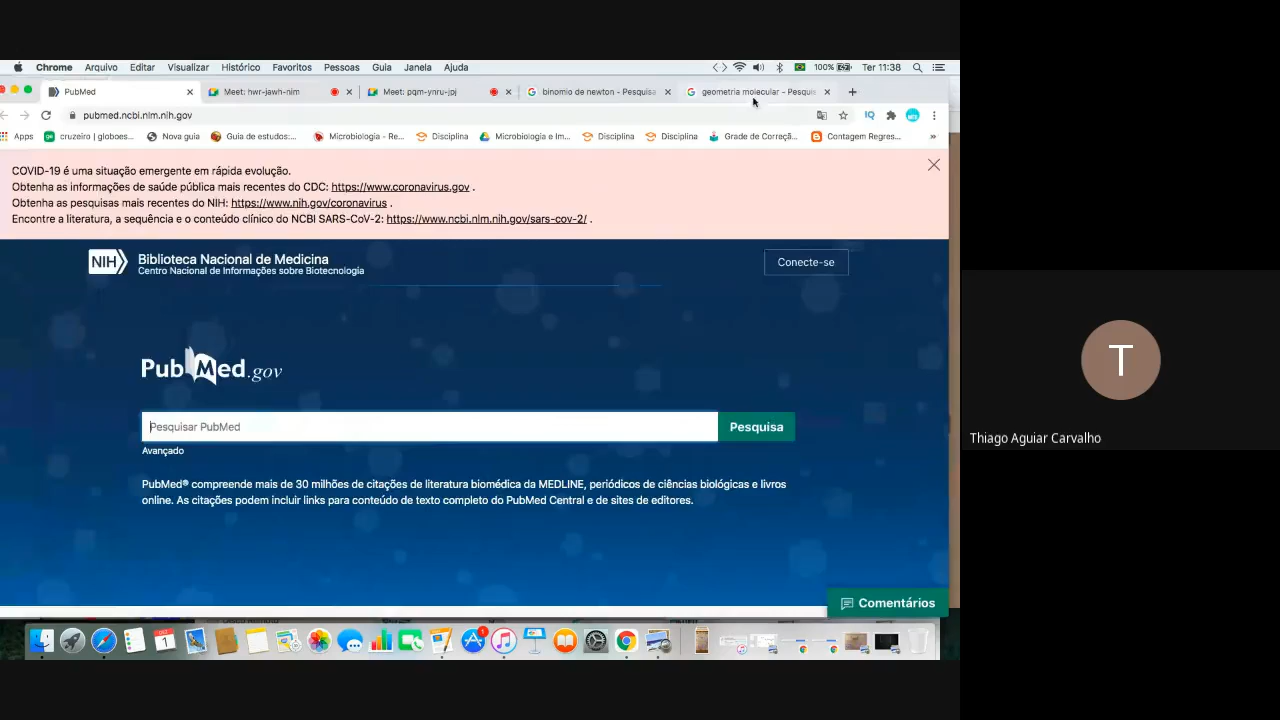 Chrome Arquivo Editar Visualizar Histórico Favoritos Pessoas Guia Janela Ajuda 100% Ter 11:38
PubMed Meet: hwr-jawh-nim Meet: pqm-ynru-jpj binomio de newton - Pesquisa geometria molecular - Pesquis
pubmed.ncbi.nlm.nih.gov IQ
Apps cruzeiro | globoes... Nova guia Guia de estudo:... Microbiologia - Re... Disciplina Microbiologia e Im... Disciplina Disciplina Grade de Correçã... Contagem Regres... »
COVID-19 é uma situação emergente em rápida evolução.
Obtenha as informações de saúde pública mais recentes do CDC: https://www.coronavirus.gov .
Obtenha as pesquisas mais recentes do NIH: https://www.nih.gov/coronavirus .
Encontre a literatura, a sequência e o conteúdo clínico do NCBI SARS-CoV-2: https://www.ncbi.nlm.nih.gov/sars-cov-2/ .
NIH Biblioteca Nacional de Medicina
Centro Nacional de Informações sobre Biotecnologia
Conecte-se
PubMed.gov
Pesquisar PubMed Pesquisa
Avançado
PubMed® compreende mais de 30 milhões de citações de literatura biomédica da MEDLINE, periódicos de ciências biológicas e livros
online. As citações podem incluir links para conteúdo de texto completo do PubMed Central e de sites de editores.
Comentários
DEZ
1
1
T
Thiago Aguiar Carvalho